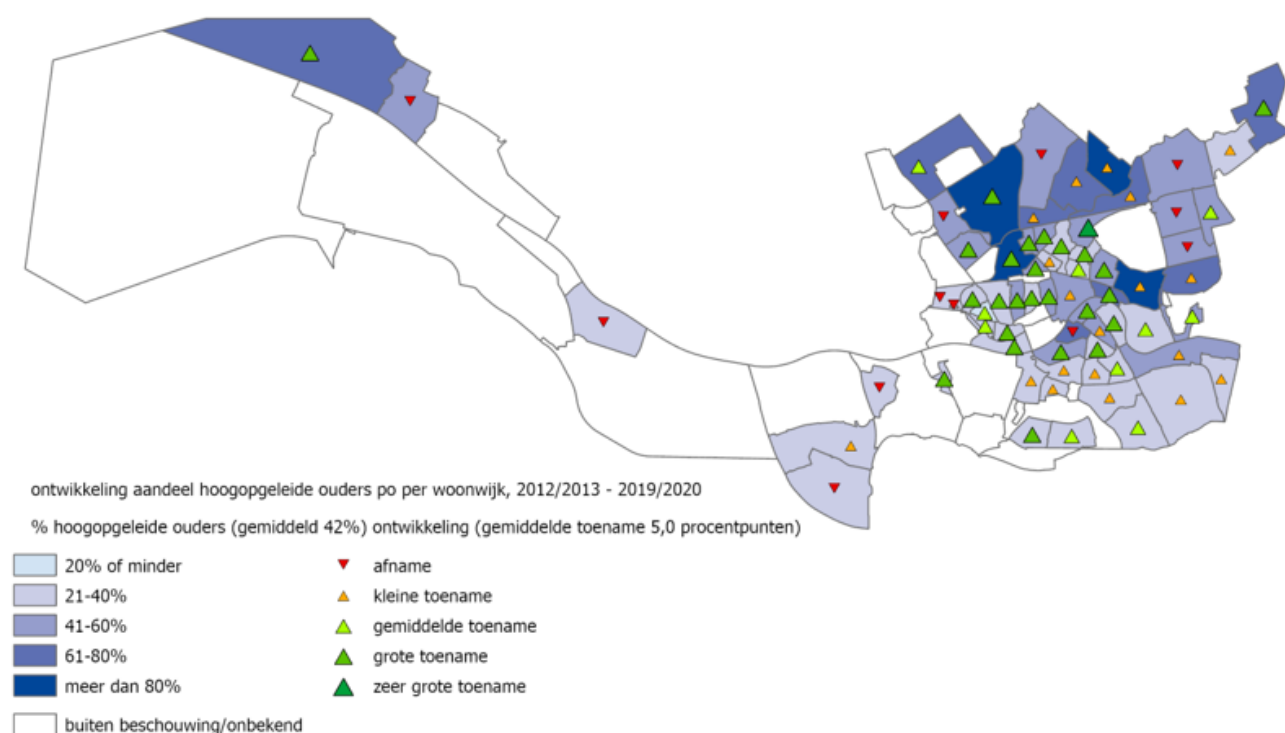 ontwikkeling aandeel hoogopgeleide ouders po per woonwijk, 2012/2013 - 2019/2020
% hoogopgeleide ouders (gemiddeld 42%) ontwikkeling (gemiddelde toename 5,0 procentpunten)
20% of minder afname
21-40% kleine toename
41-60% gemiddelde toename
61-80% grote toename
meer dan 80% zeer grote toename
buiten beschouwing/onbekend